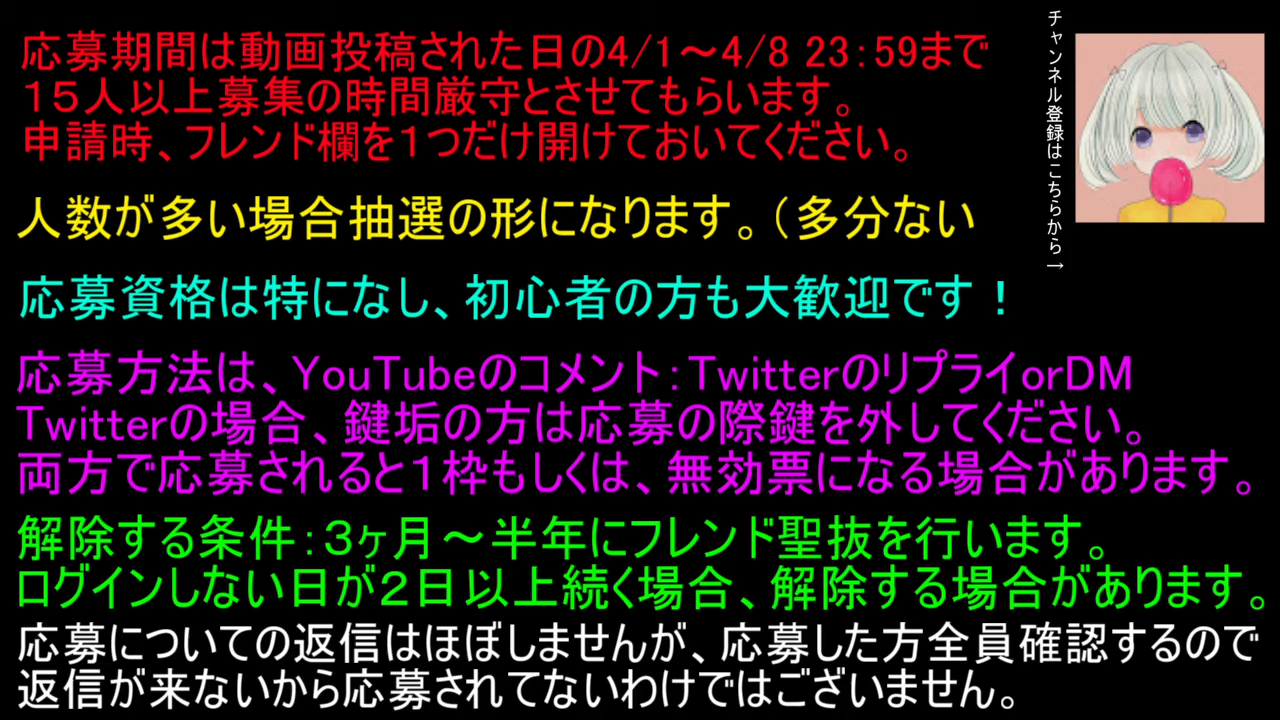 応募期間は動画投稿された日の4/1～4/8 23:59まで
１５人以上募集の時間厳守とさせてもらいます。
申請時、フレンド欄を１つだけ開けておいてください。
人数が多い場合抽選の形になります。（多分ない
応募資格は特になし、初心者の方も大歓迎です！
応募方法は、YouTubeのコメント：TwitterのリプライorDM
Twitterの場合、鍵垢の方は応募の際鍵を外してください。
両方で応募されると１枠もしくは、無効票になる場合があります。
解除する条件：３ヶ月～半年にフレンド聖抜を行います。
ログインしない日が２日以上続く場合、解除する場合があります。
応募についての返信はほぼしませんが、応募した方全員確認するので
返信が来ないから応募されてないわけではございません。
チャンネル登録はこちらから→